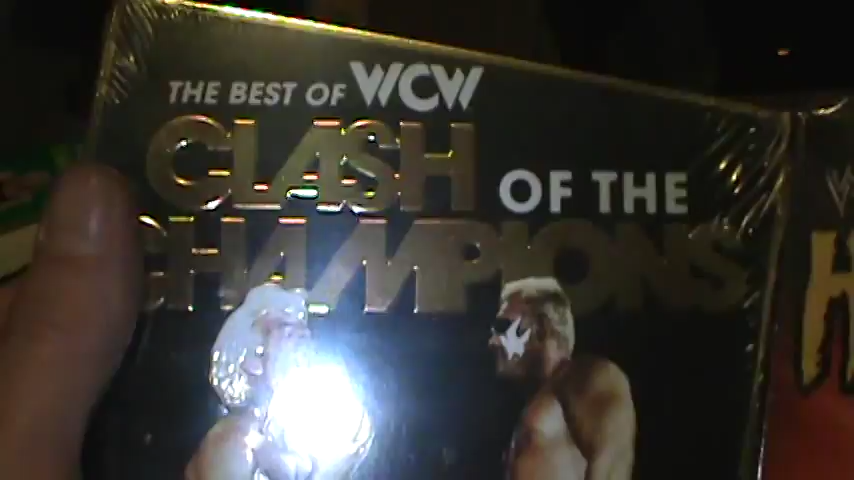 THE BEST OF WCW
CLASH OF THE
CHAMPIONS